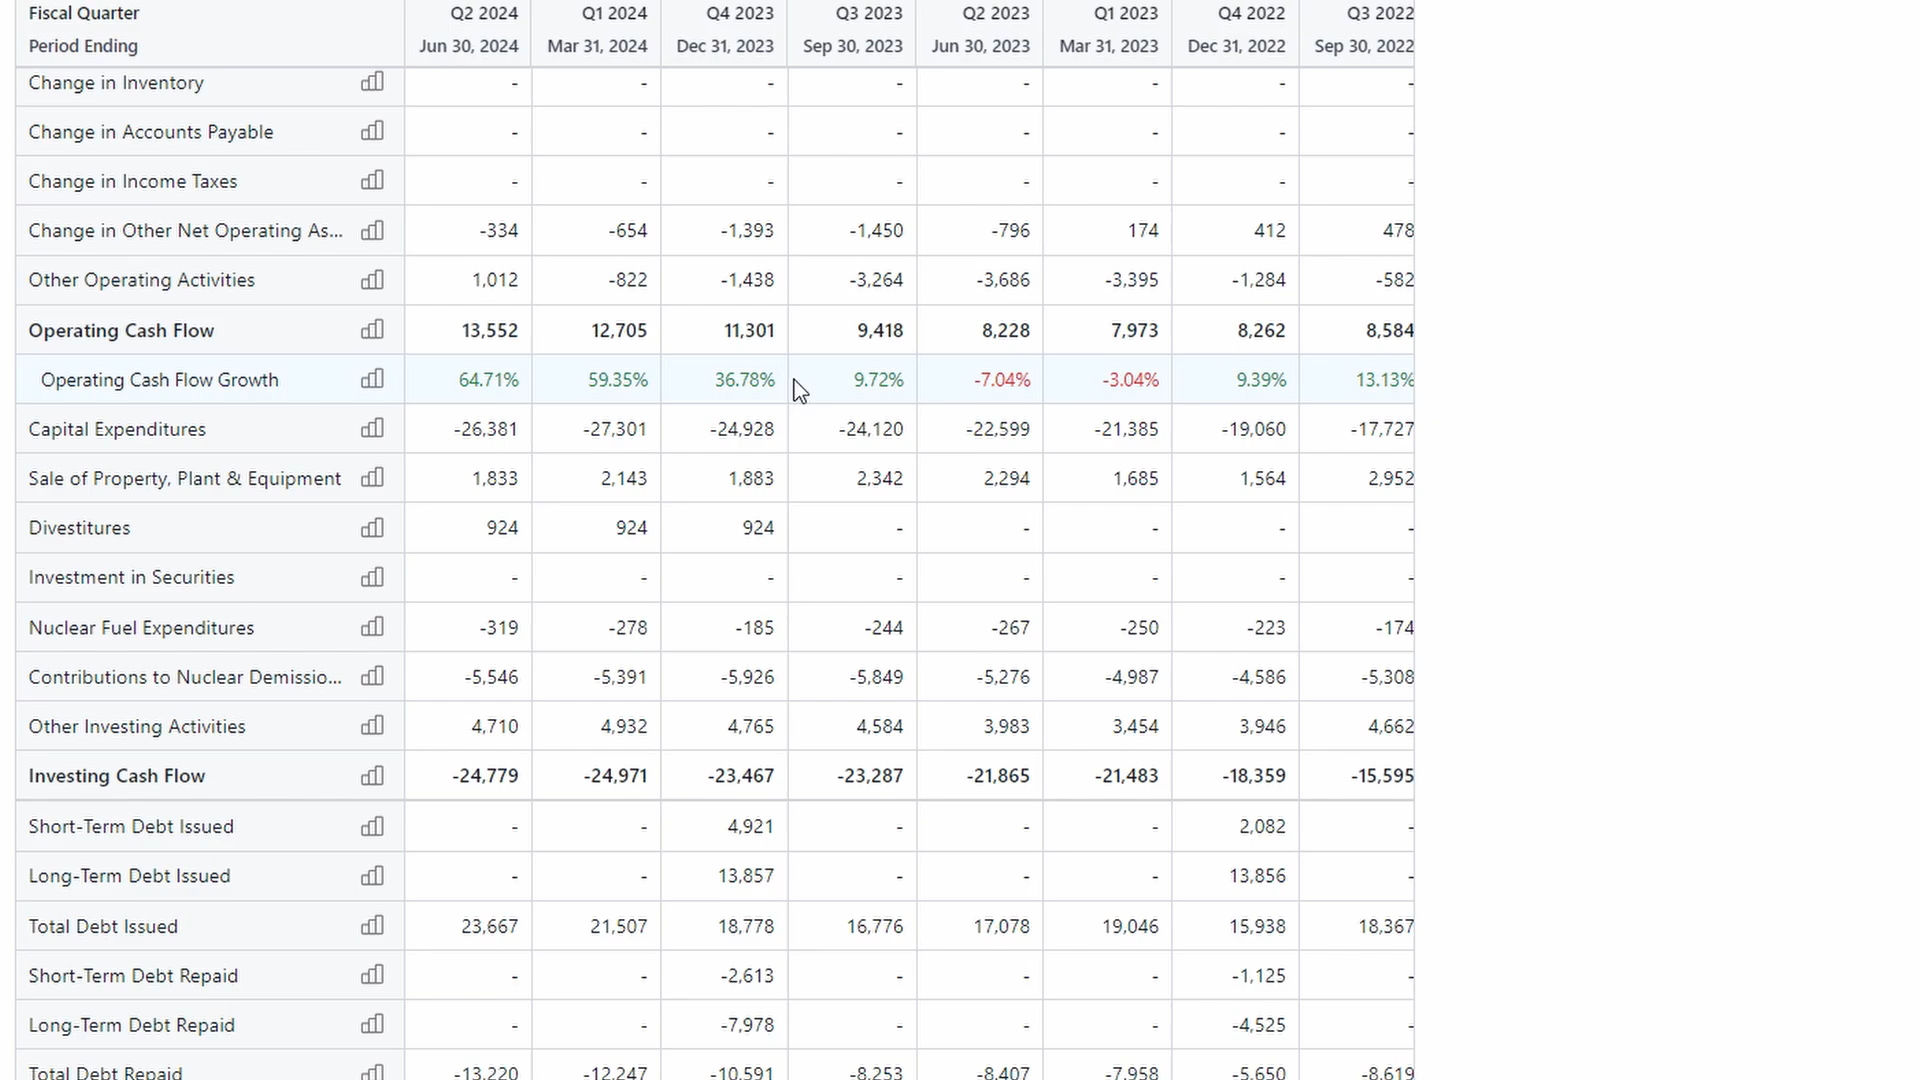 Fiscal Quarter Q2 2024 Q1 2024 Q4 2023 Q3 2023 Q2 2023 Q1 2023 Q4 2022 Q3 2022
Period Ending Jun 30, 2024 Mar 31, 2024 Dec 31, 2023 Sep 30, 2023 Jun 30, 2023 Mar 31, 2023 Dec 31, 2022 Sep 30, 2022
Change in Inventory - - - - - - - -
Change in Accounts Payable - - - - - - - -
Change in Income Taxes - - - - - - - -
Change in Other Net Operating As... -334 -654 -1,393 -1,450 -796 174 412 478
Other Operating Activities 1,012 -822 -1,438 -3,264 -3,686 -3,395 -1,284 -582
Operating Cash Flow 13,552 12,705 11,301 9,418 8,228 7,973 8,262 8,584
Operating Cash Flow Growth 64.71% 59.35% 36.78% 9.72% -7.04% -3.04% 9.39% 13.13%
Capital Expenditures -26,381 -27,301 -24,928 -24,120 -22,599 -21,385 -19,060 -17,727
Sale of Property, Plant & Equipment 1,833 2,143 1,883 2,342 2,294 1,685 1,564 2,952
Divestitures 924 924 924 - - - - -
Investment in Securities - - - - - - - -
Nuclear Fuel Expenditures -319 -278 -185 -244 -267 -250 -223 -174
Contributions to Nuclear Demissio... -5,546 -5,391 -5,926 -5,849 -5,276 -4,987 -4,586 -5,308
Other Investing Activities 4,710 4,932 4,765 4,584 3,983 3,454 3,946 4,662
Investing Cash Flow -24,779 -24,971 -23,467 -23,287 -21,865 -21,483 -18,359 -15,595
Short-Term Debt Issued - - 4,921 - - - 2,082 -
Long-Term Debt Issued - - 13,857 - - - 13,856 -
Total Debt Issued 23,667 21,507 18,778 16,776 17,078 19,046 15,938 18,367
Short-Term Debt Repaid - - -2,613 - - - -1,125 -
Long-Term Debt Repaid - - -7,978 - - - -4,525 -
Total Debt Repaid -13,220 -12,247 -10,591 -8,253 -8,407 -7,958 -5,650 -8,619